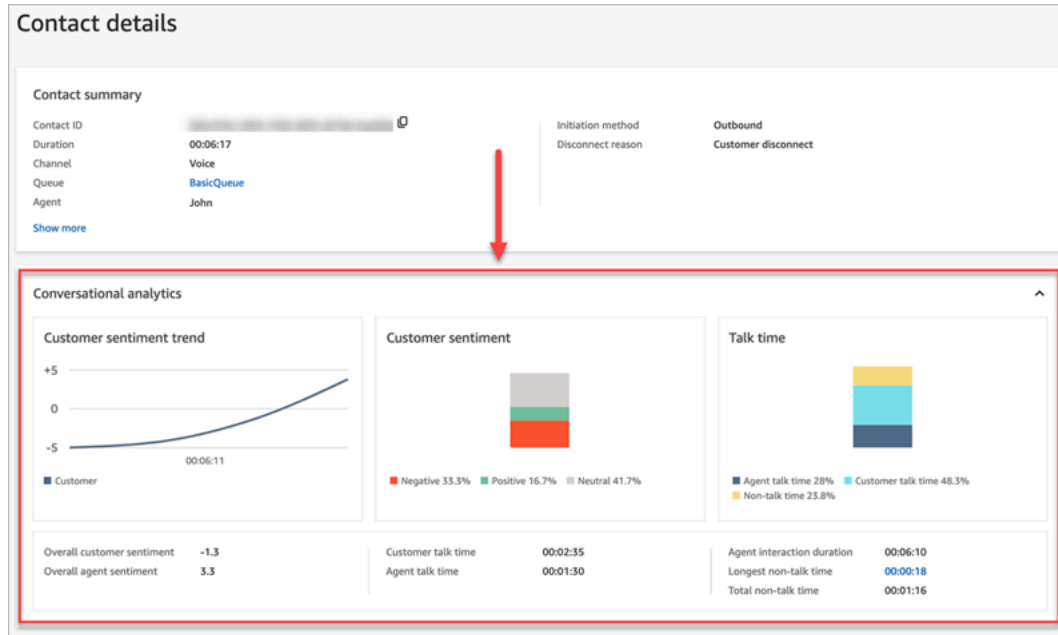 Contact details
Contact summary
Contact ID
Duration 00:06:17
Channel Voice
Queue BasicQueue
Agent John
Show more
Initiation method Outbound
Disconnect reason Customer disconnect
Conversational analytics
Customer sentiment trend
+5
0
-5
00:06:11
Customer
Customer sentiment
Negative 33.3% Positive 16.7% Neutral 41.7%
Talk time
Agent talk time 28% Customer talk time 48.3%
Non-talk time 23.8%
Overall customer sentiment -1.3
Overall agent sentiment 3.3
Customer talk time 00:02:35
Agent talk time 00:01:30
Agent interaction duration 00:06:10
Longest non-talk time 00:00:18
Total non-talk time 00:01:16